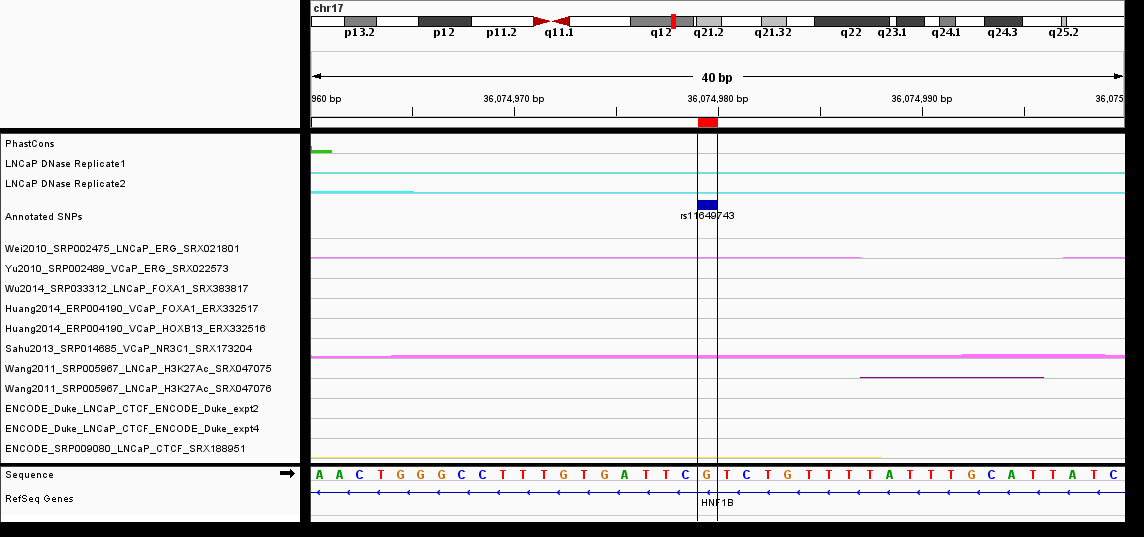 chr17
p13.2 p12 p11.2 q11.1 q12 q21.2 q21.32 q22 q23.1 q24.1 q24.3 q25.2
40 bp
960 bp 36,074,970 bp 36,074,980 bp 36,074,990 bp 36,075
PhastCons
LNCaP DNase Replicate1
LNCaP DNase Replicate2
Annotated SNPs
rs11649743
Wei2010_SRP002475_LNCaP_ERG_SRX021801
Yu2010_SRP002489_VCaP_ERG_SRX022573
Wu2014_SRP033312_LNCaP_FOXA1_SRX383817
Huang2014_ERP004190_VCaP_FOXA1_ERX332517
Huang2014_ERP004190_VCaP_HOXB13_ERX332516
Sahu2013_SRP014685_VCaP_NR3C1_SRX173204
Wang2011_SRP005967_LNCaP_H3K27Ac_SRX047075
Wang2011_SRP005967_LNCaP_H3K27Ac_SRX047076
ENCODE_Duke_LNCaP_CTCF_ENCODE_Duke_expt2
ENCODE_Duke_LNCaP_CTCF_ENCODE_Duke_expt4
ENCODE_SRP009080_LNCaP_CTCF_SRX188951
Sequence A A C T G G G C C T T T G T G A T T C G T C T G T T T T A T T T G C A T T A T C
RefSeq Genes
HNF1B